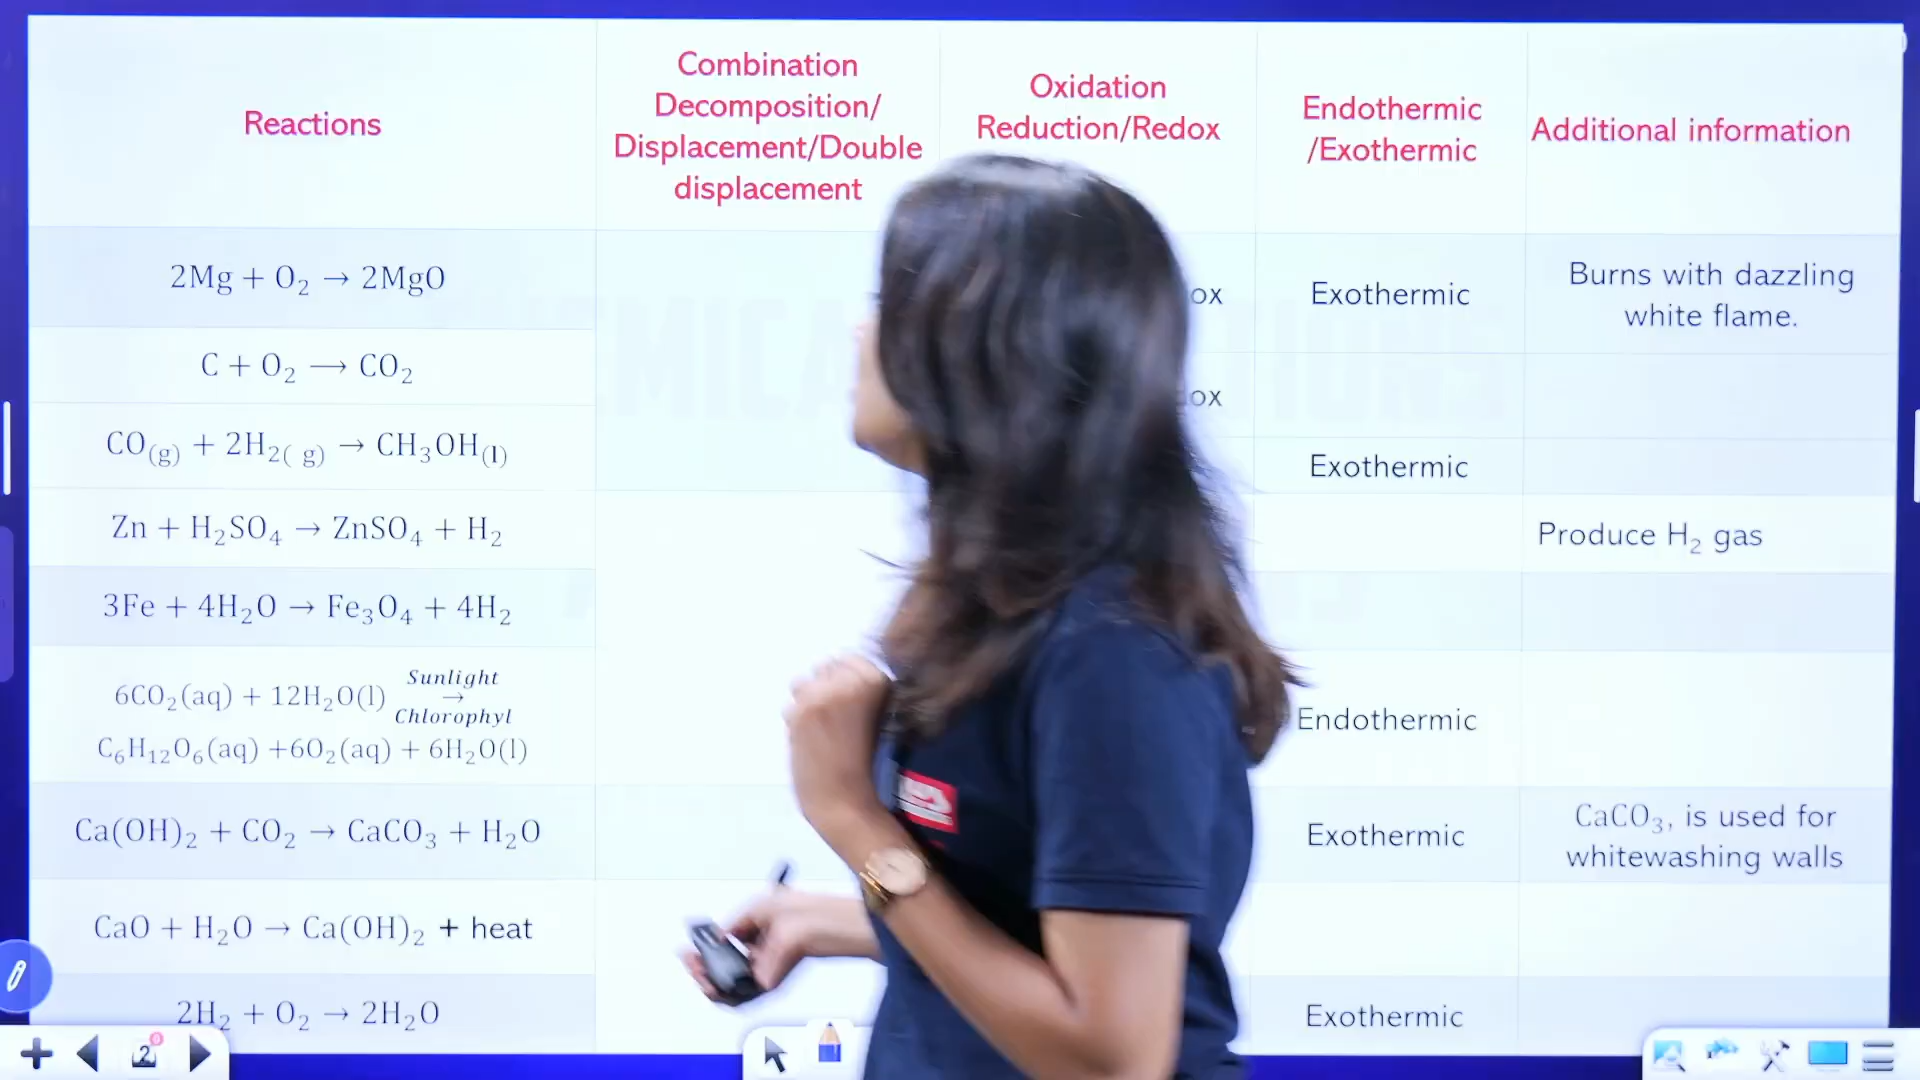 Reactions
Combination
Decomposition/
Displacement/Double
displacement
Oxidation
Reduction/Redox
Endothermic
/Exothermic
Additional information
2Mg + O₂ → 2MgO
ox
Exothermic
Burns with dazzling
white flame.
C + O₂ ⟶ CO₂
ox
CO(g) + 2H₂( g) → CH₃OH(l)
Exothermic
Zn + H₂SO₄ → ZnSO₄ + H₂
Produce H₂ gas
3Fe + 4H₂O → Fe₃O₄ + 4H₂
6CO₂(aq) + 12H₂O(l) Sunlight → Chlorophyl
C₆H₁₂O₆(aq) +6O₂(aq) + 6H₂O(l)
Endothermic
Ca(OH)₂ + CO₂ → CaCO₃ + H₂O
Exothermic
CaCO₃, is used for
whitewashing walls
CaO + H₂O → Ca(OH)₂ + heat
2H₂ + O₂ → 2H₂O
Exothermic
2